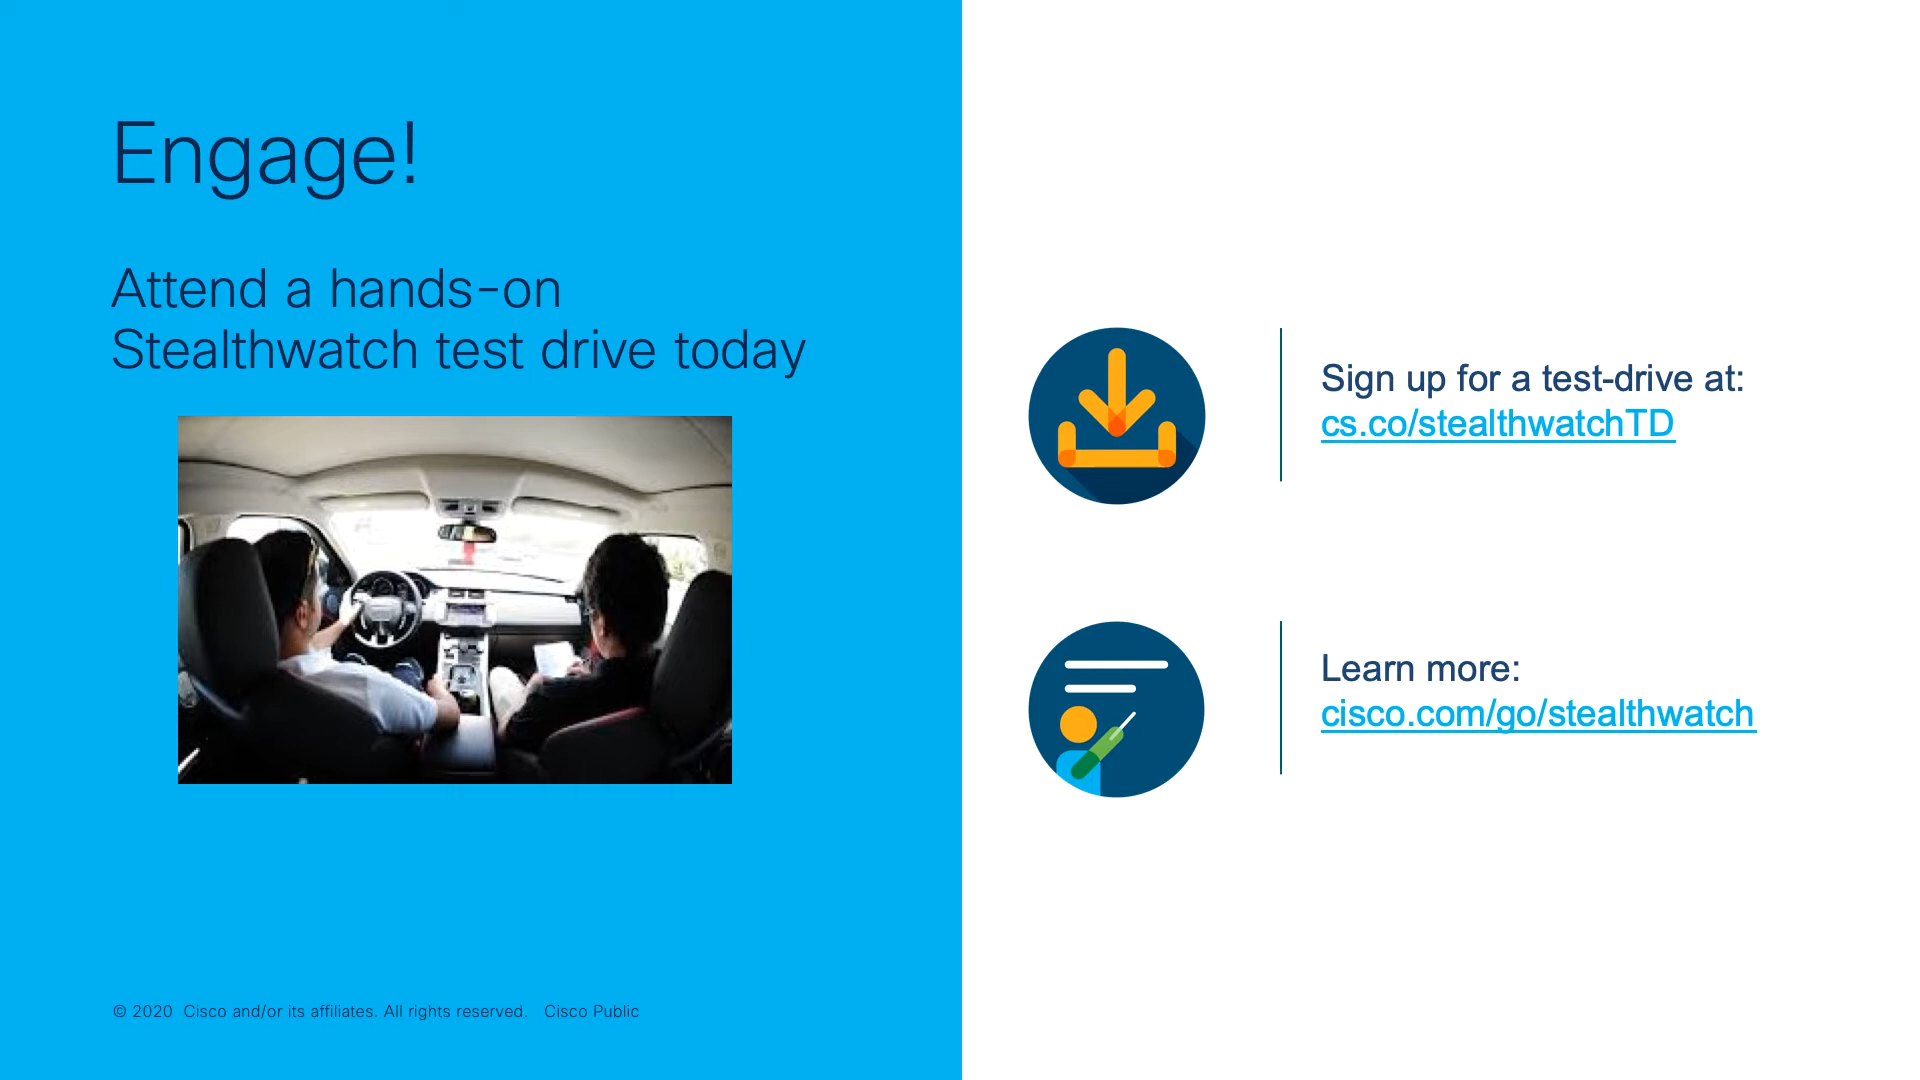 Engage!
Attend a hands-on
Stealthwatch test drive today
Sign up for a test-drive at:
cs.co/stealthwatchTD
Learn more:
cisco.com/go/stealthwatch
© 2020 Cisco and/or its affiliates. All rights reserved. Cisco Public